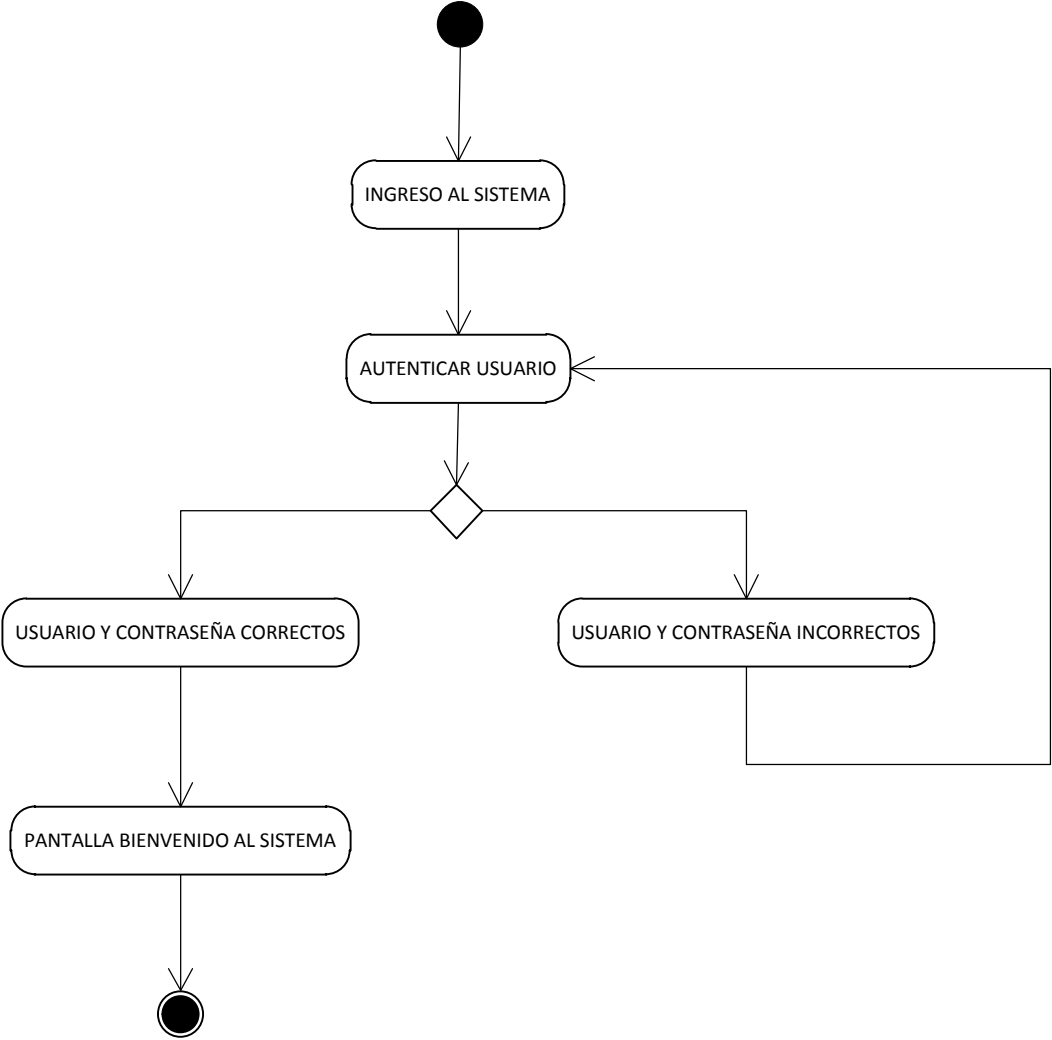 INGRESO AL SISTEMA
AUTENTICAR USUARIO
USUARIO Y CONTRASEÑA CORRECTOS
USUARIO Y CONTRASEÑA INCORRECTOS
PANTALLA BIENVENIDO AL SISTEMA